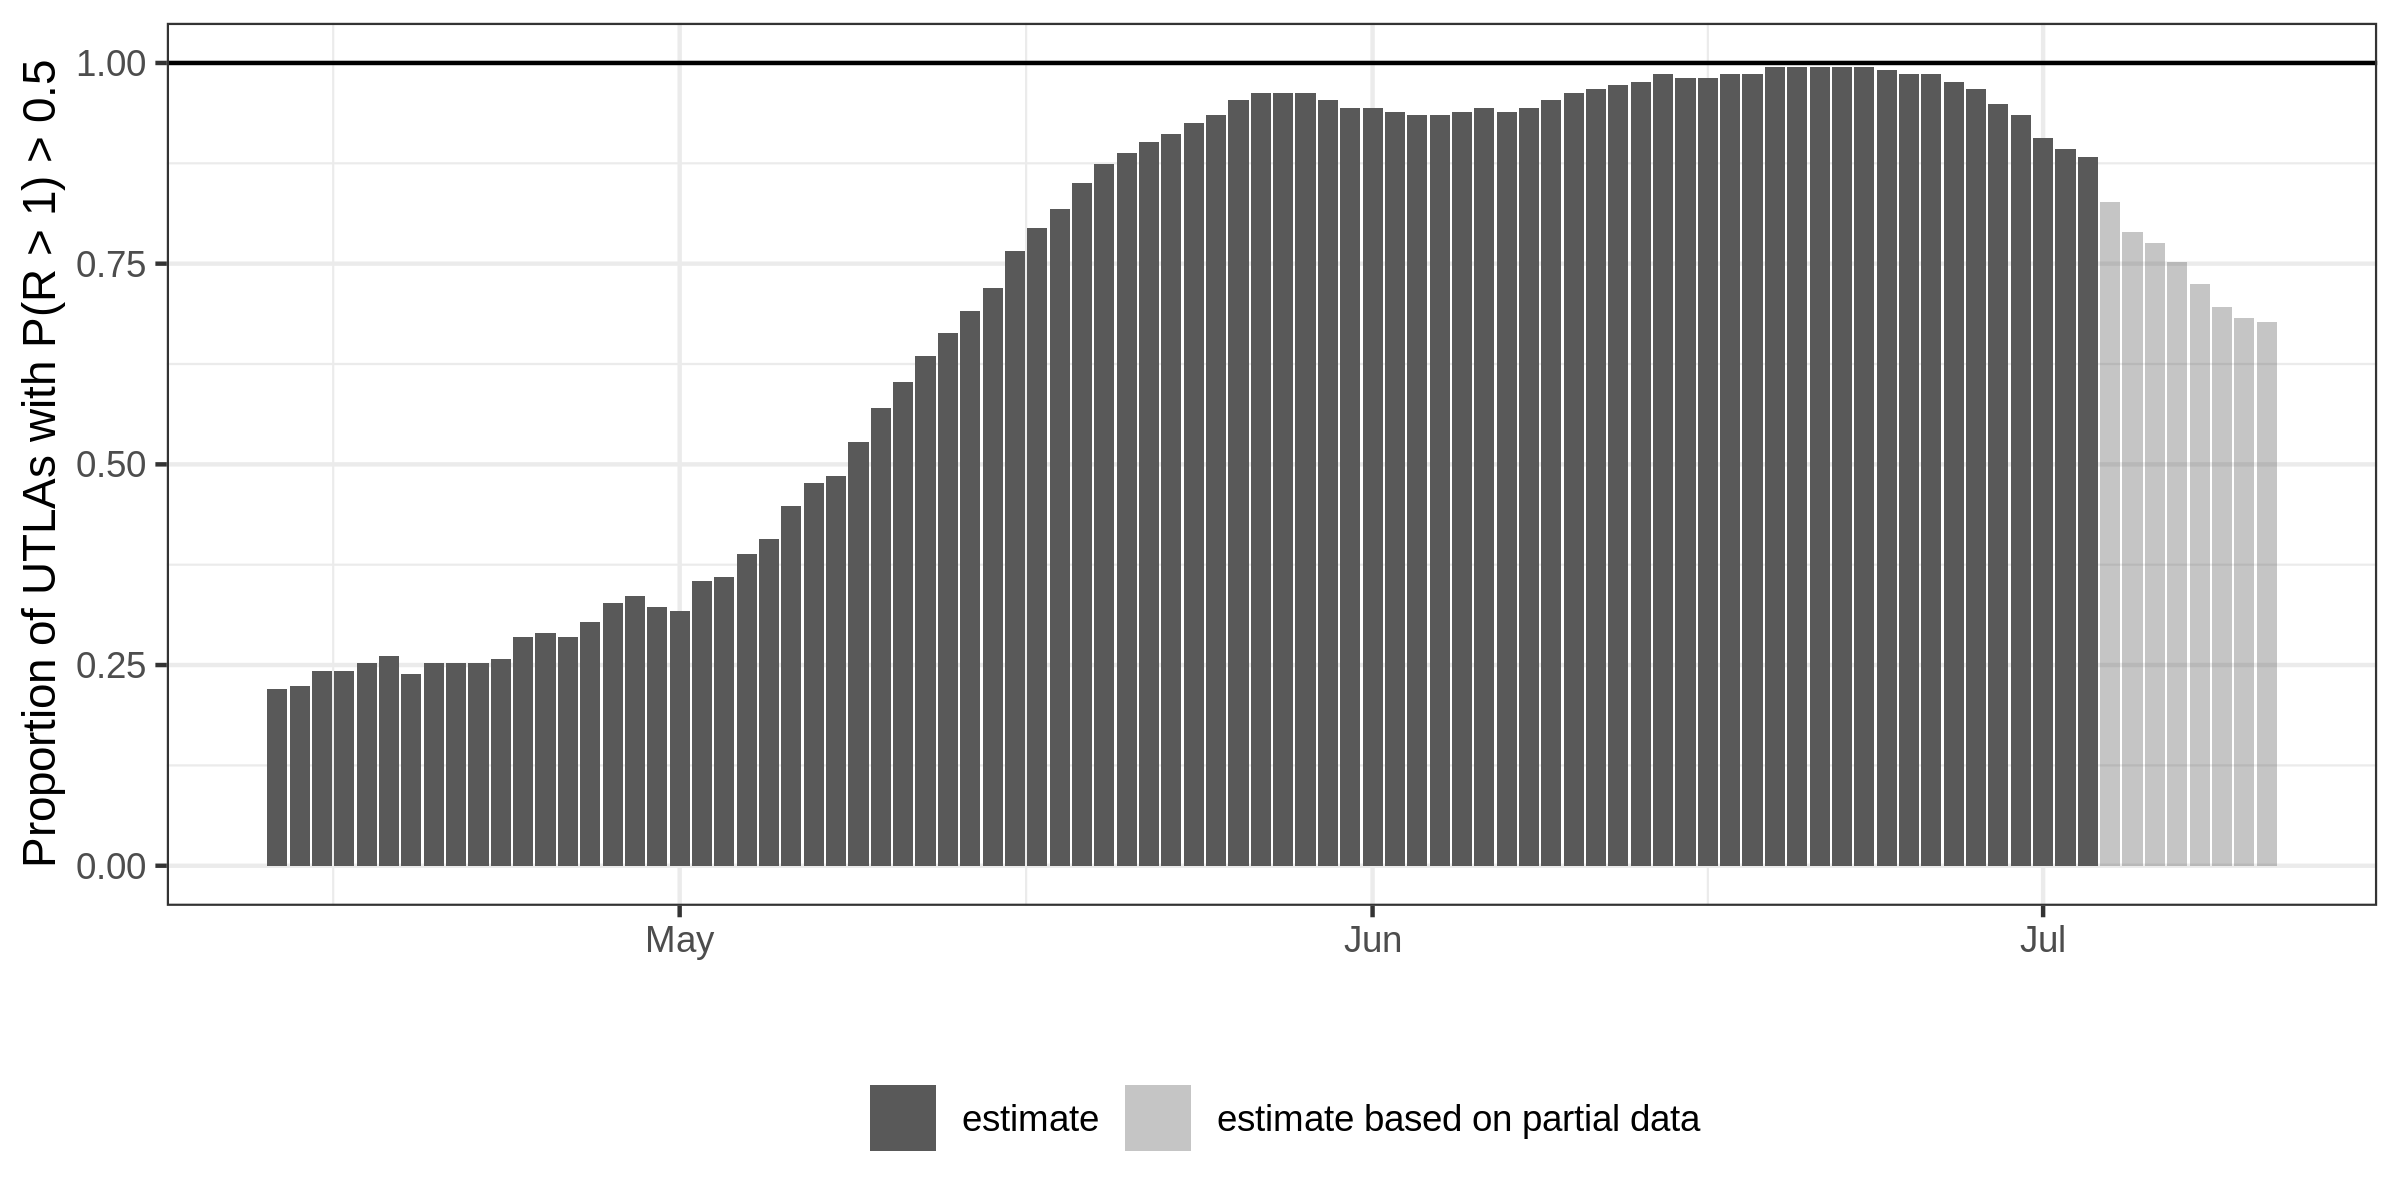 Proportion of UTLAs with P(R > 1) > 0.5
1.00
0.75
0.50
0.25
0.00
May Jun Jul
estimate estimate based on partial data